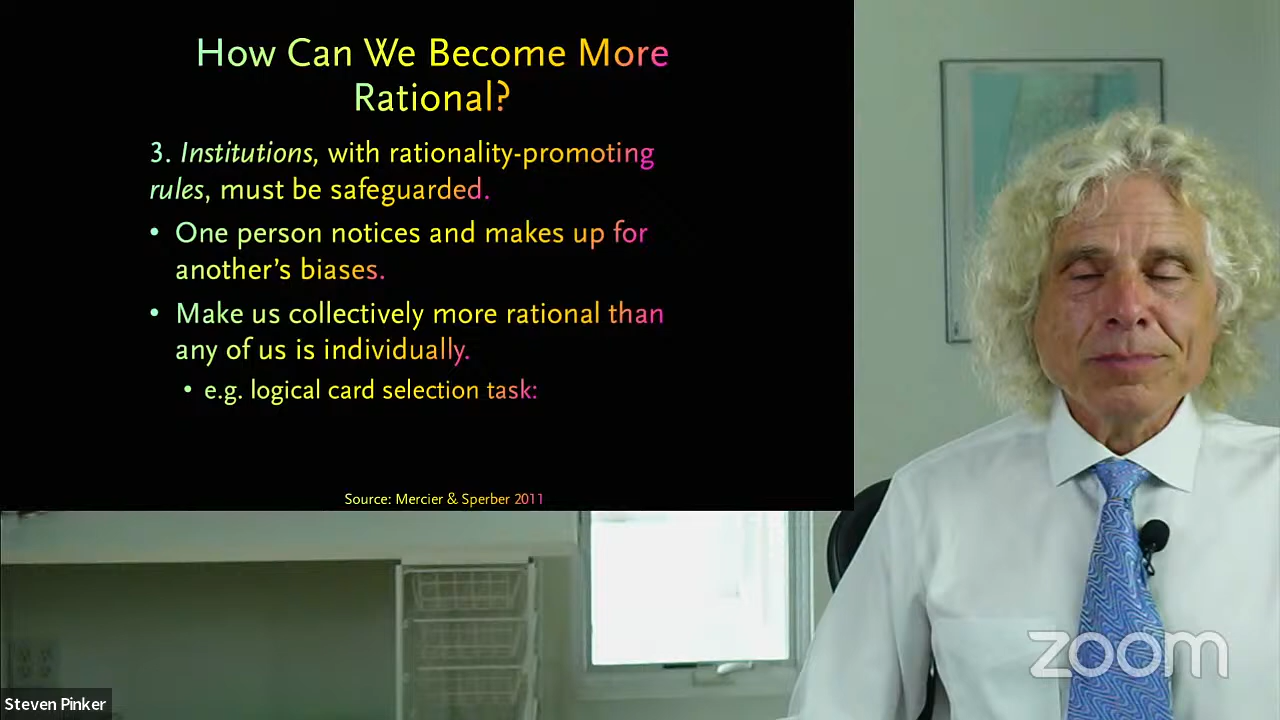 How Can We Become More
Rational?
3. Institutions, with rationality-promoting
rules, must be safeguarded.
• One person notices and makes up for
another’s biases.
• Make us collectively more rational than
any of us is individually.
• e.g. logical card selection task:
Source: Mercier & Sperber 2011
zoom
Steven Pinker